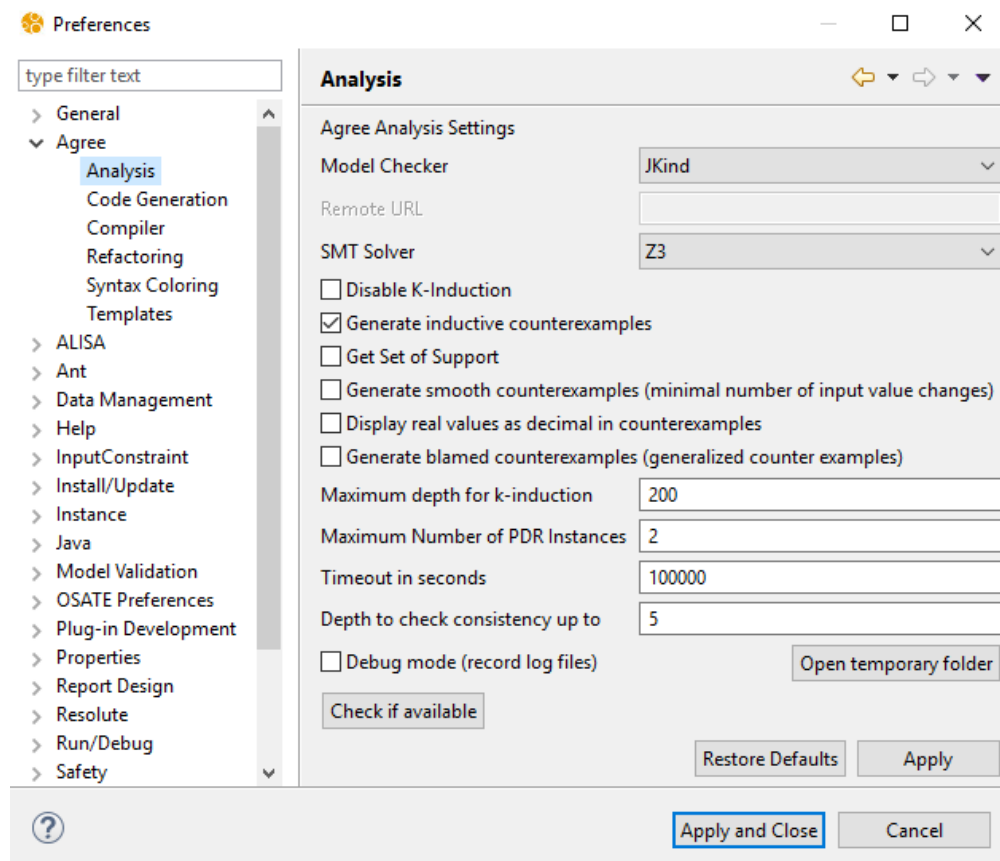 Preferences
type filter text
General
Agree
Analysis
Code Generation
Compiler
Refactoring
Syntax Coloring
Templates
ALISA
Ant
Data Management
Help
InputConstraint
Install/Update
Instance
Java
Model Validation
OSATE Preferences
Plug-in Development
Properties
Report Design
Resolute
Run/Debug
Safety
Analysis
Agree Analysis Settings
Model Checker JKind
Remote URL
SMT Solver Z3
Disable K-Induction
Generate inductive counterexamples
Get Set of Support
Generate smooth counterexamples (minimal number of input value changes)
Display real values as decimal in counterexamples
Generate blamed counterexamples (generalized counter examples)
Maximum depth for k-induction 200
Maximum Number of PDR Instances 2
Timeout in seconds 100000
Depth to check consistency up to 5
Debug mode (record log files) Open temporary folder
Check if available
Restore Defaults Apply
? Apply and Close Cancel